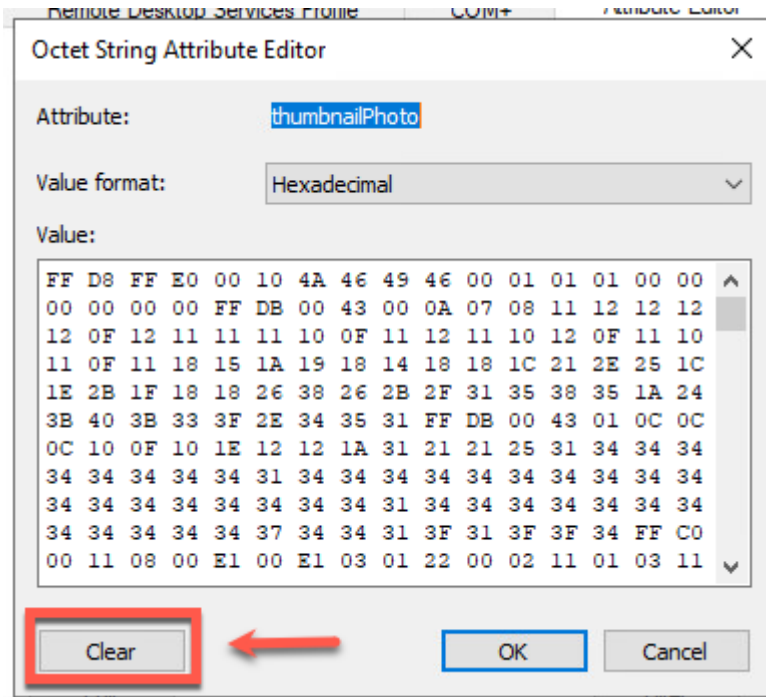 Remote Desktop Services Profile COM+ Attribute Editor
Octet String Attribute Editor
Attribute: thumbnailPhoto
Value format: Hexadecimal
Value:
FF D8 FF E0 00 10 4A 46 49 46 00 01 01 01 00 00
00 00 00 00 FF DB 00 43 00 0A 07 08 11 12 12 12
12 0F 12 11 11 11 10 0F 11 12 11 10 12 0F 11 10
11 0F 11 18 15 1A 19 18 14 18 18 1C 21 2E 25 1C
1E 2B 1F 18 18 26 38 26 2B 2F 31 35 38 35 1A 24
3B 40 3B 33 3F 2E 34 35 31 FF DB 00 43 01 0C 0C
0C 10 0F 10 1E 12 12 1A 31 21 21 25 31 34 34 34
34 34 34 34 34 31 34 34 34 34 34 34 34 34 34 34
34 34 34 34 34 34 34 34 31 34 34 34 34 34 34 34
34 34 34 34 34 37 34 34 31 3F 31 3F 3F 34 FF C0
00 11 08 00 E1 00 E1 03 01 22 00 02 11 01 03 11
Clear OK Cancel